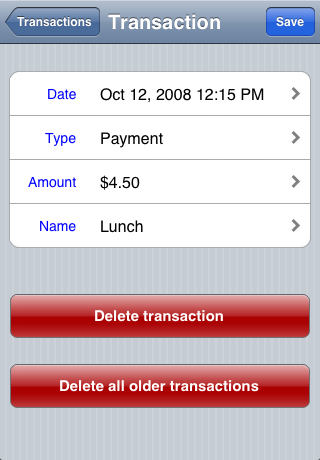 Transactions Transaction Save
Date Oct 12, 2008 12:15 PM
Type Payment
Amount $4.50
Name Lunch
Delete transaction
Delete all older transactions